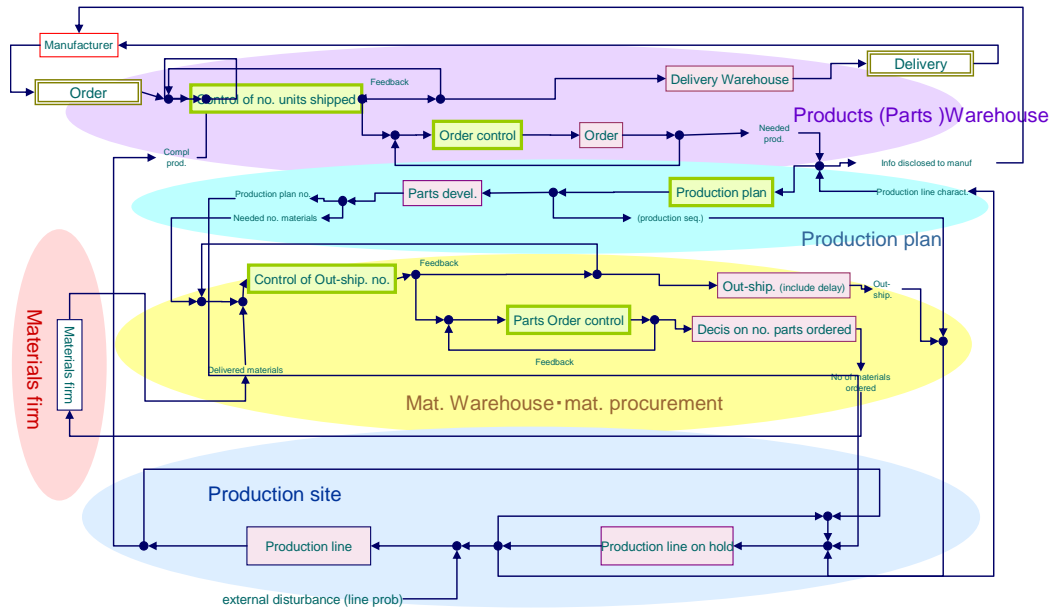 Manufacturer
Delivery
Order
Feedback
Delivery Warehouse
Control of no. units shipped
Products (Parts )Warehouse
Order control
Order
Needed
prod.
Compl
prod.
Info disclosed to manuf
Production plan no.
Parts devel.
Production plan
Production line charact.
Needed no. materials
(production seq.)
Production plan
Feedback
Control of Out-ship. no.
Out-ship. (include delay)
Out-
ship.
Parts Order control
Decis on no. parts ordered
Feedback
Delivered materials
No of materials
ordered
Materials firm
Materials firm
Mat. Warehouse・mat. procurement
Production site
Production line
Production line on hold
external disturbance (line prob)